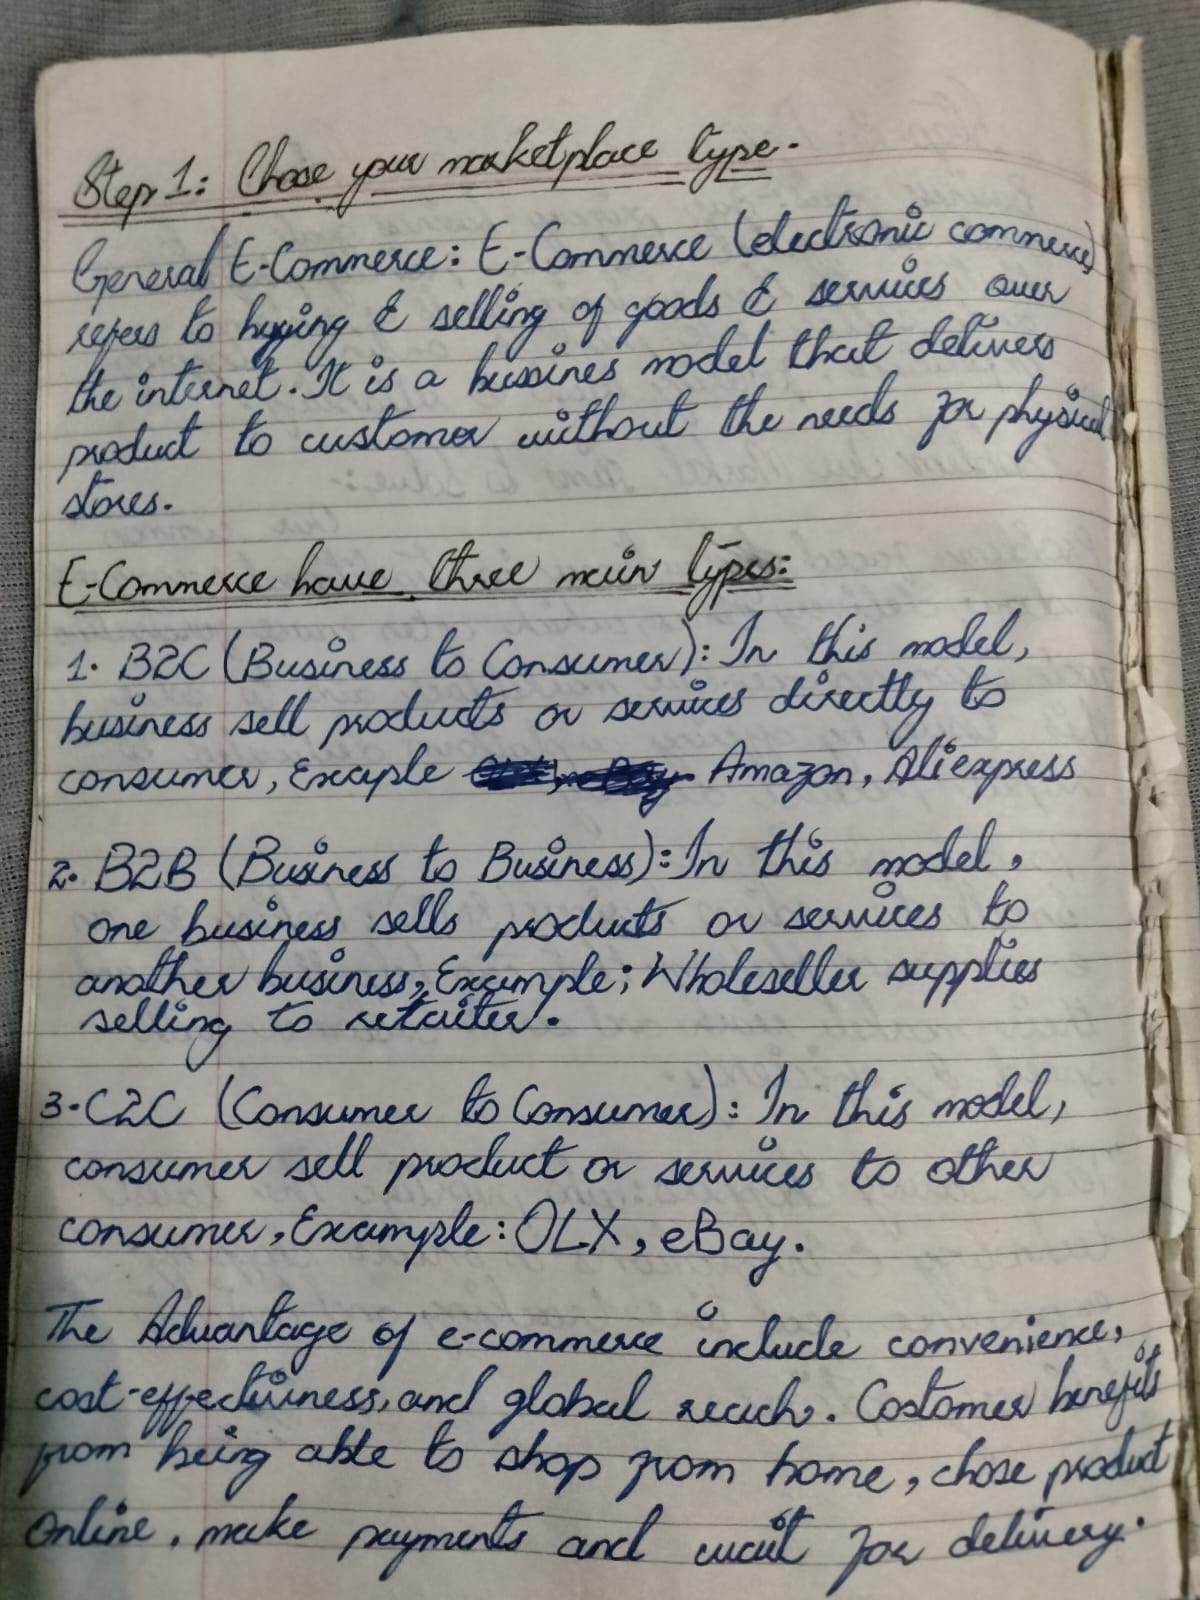 Step 1: Chose your marketplace type.
General E-Commerce: E-Commerce (electronic commerce)
refers to buying & selling of goods & services over
the internet. It is a bussines model that delivers
product to customer without the needs for physical
stores.
E-Commerce have three main types:
1. B2C (Business to Consumer): In this model,
business sell products or services directly to
consumer, Exaple Amazon, Aliexpress
2. B2B (Business to Business): In this model,
one business sells products or services to
another business, Example; Wholeseller supplies
selling to retailer.
3. C2C (Consumer to Consumer): In this model,
consumer sell product or services to other
consumer, Example: OLX, eBay.
The Advantage of e-commerce include convenience,
cost-effectiveness, and global reach. Costomer benefits
from being able to shop from home, chose product
online, make payments and wait for delivery.